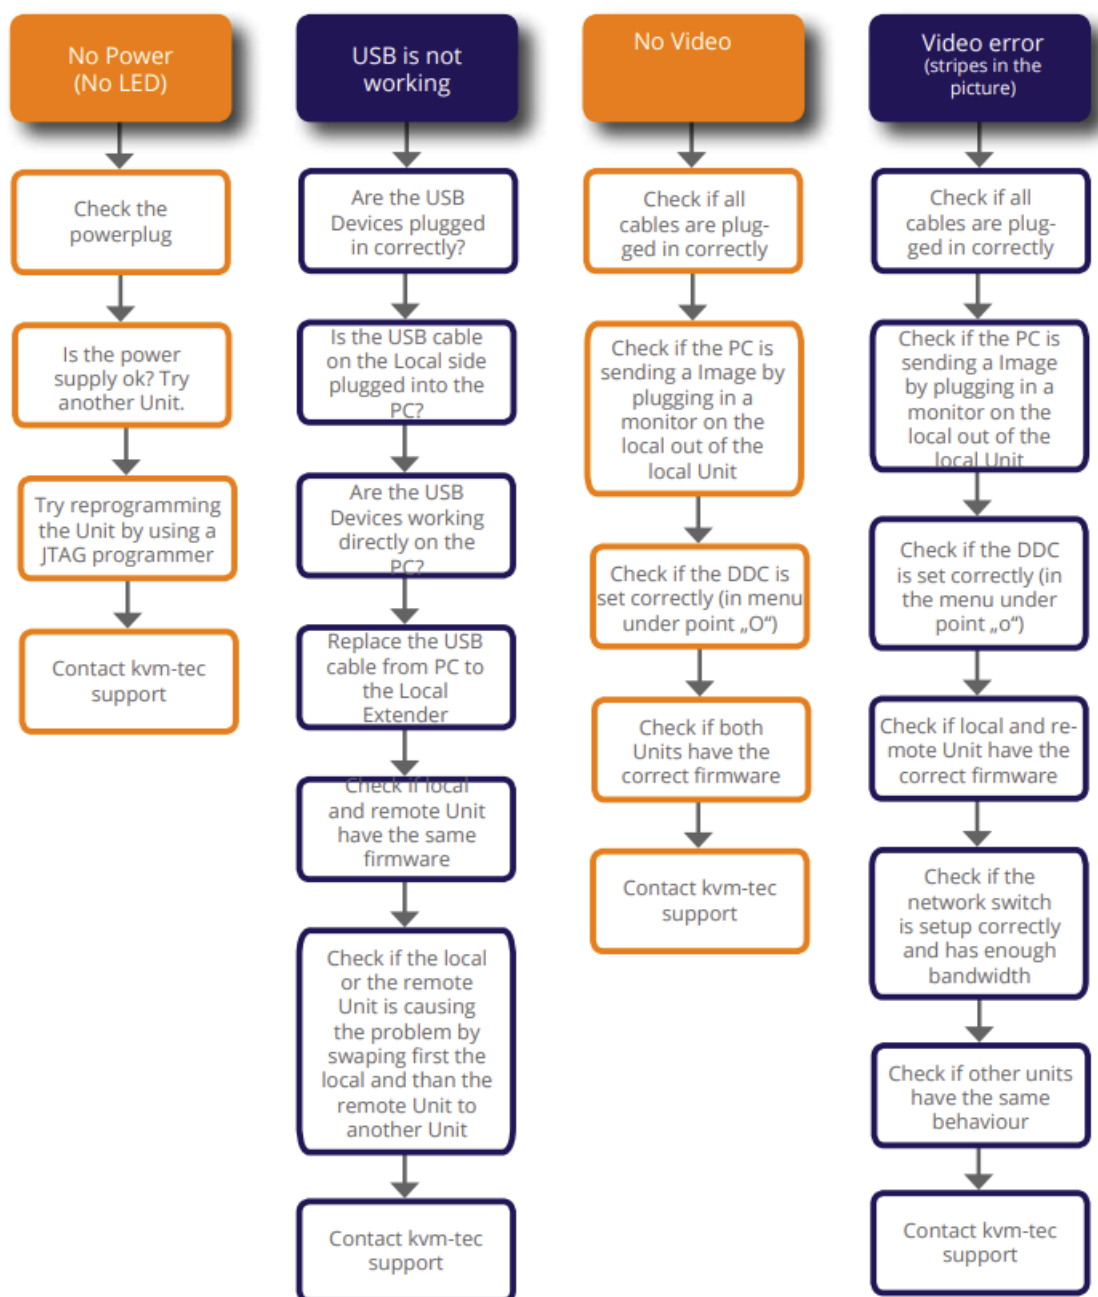 No Power
(No LED)
Check the
powerplug
Is the power
supply ok? Try
another Unit.
Try reprogramming
the Unit by using a
JTAG programmer
Contact kvm-tec
support
USB is not
working
Are the USB
Devices plugged
in correctly?
Is the USB cable
on the Local side
plugged into the
PC?
Are the USB
Devices working
directly on the
PC?
Replace the USB
cable from PC to
the Local
Extender
Check if local
and remote Unit
have the same
firmware
Check if the local
or the remote
Unit is causing
the problem by
swaping first the
local and than the
remote Unit to
another Unit
Contact kvm-tec
support
No Video
Check if all
cables are plug-
ged in correctly
Check if the PC is
sending a Image by
plugging in a
monitor on the
local out of the
local Unit
Check if the DDC is
set correctly (in menu
under point „O“)
Check if both
Units have the
correct firmware
Contact kvm-tec
support
Video error
(stripes in the
picture)
Check if all
cables are plug-
ged in correctly
Check if the PC is
sending a Image
by plugging in a
monitor on the
local out of the
local Unit
Check if the DDC
is set correctly (in
the menu under
point „o“)
Check if local and re-
mote Unit have the
correct firmware
Check if the
network switch
is setup correctly
and has enough
bandwidth
Check if other units
have the same
behaviour
Contact kvm-tec
support